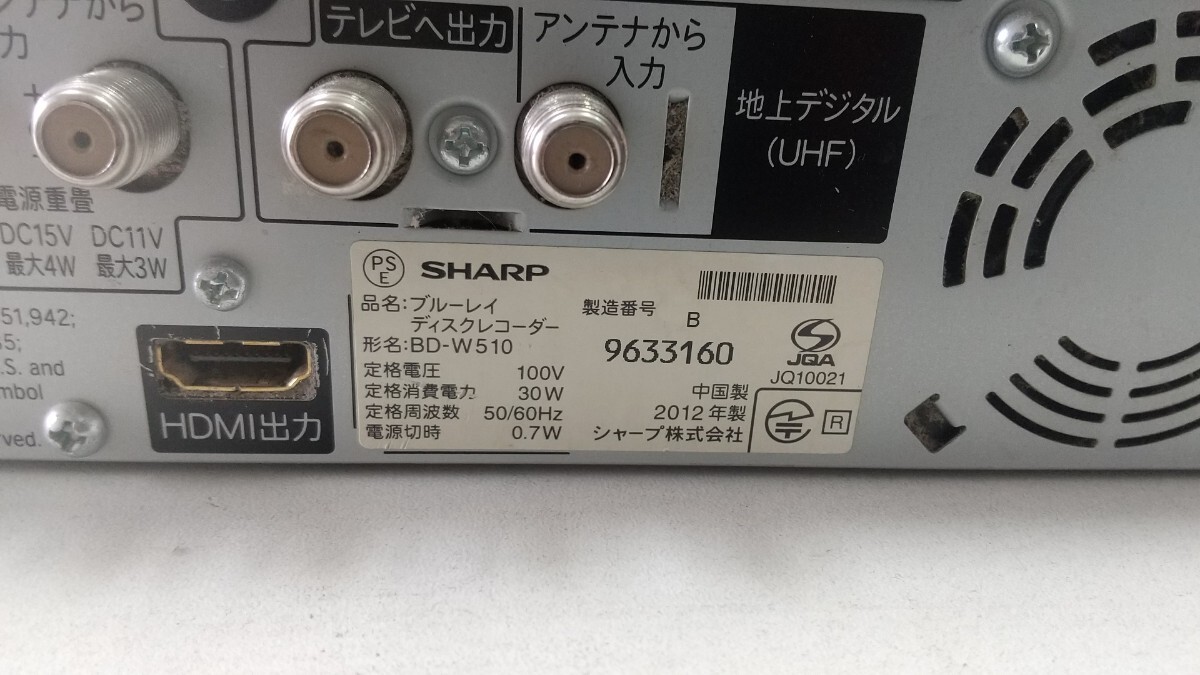 ンテナから
力
テレビへ出力
アンテナから
入力
地上デジタル
(UHF)
電源重畳
DC15V DC11V
最大4W 最大3W
51,942;
5;
.S. and
mbol
rved.
HDMI出力
PS
E
SHARP
品名:ブルーレイ
ディスクレコーダー
形名:BD-W510
定格電圧 100V
定格消費電力 30W
定格周波数 50/60Hz
電源切時 0.7W
製造番号 B
9633160
JQA
JQ10021
中国製
2012年製
シャープ株式会社
R